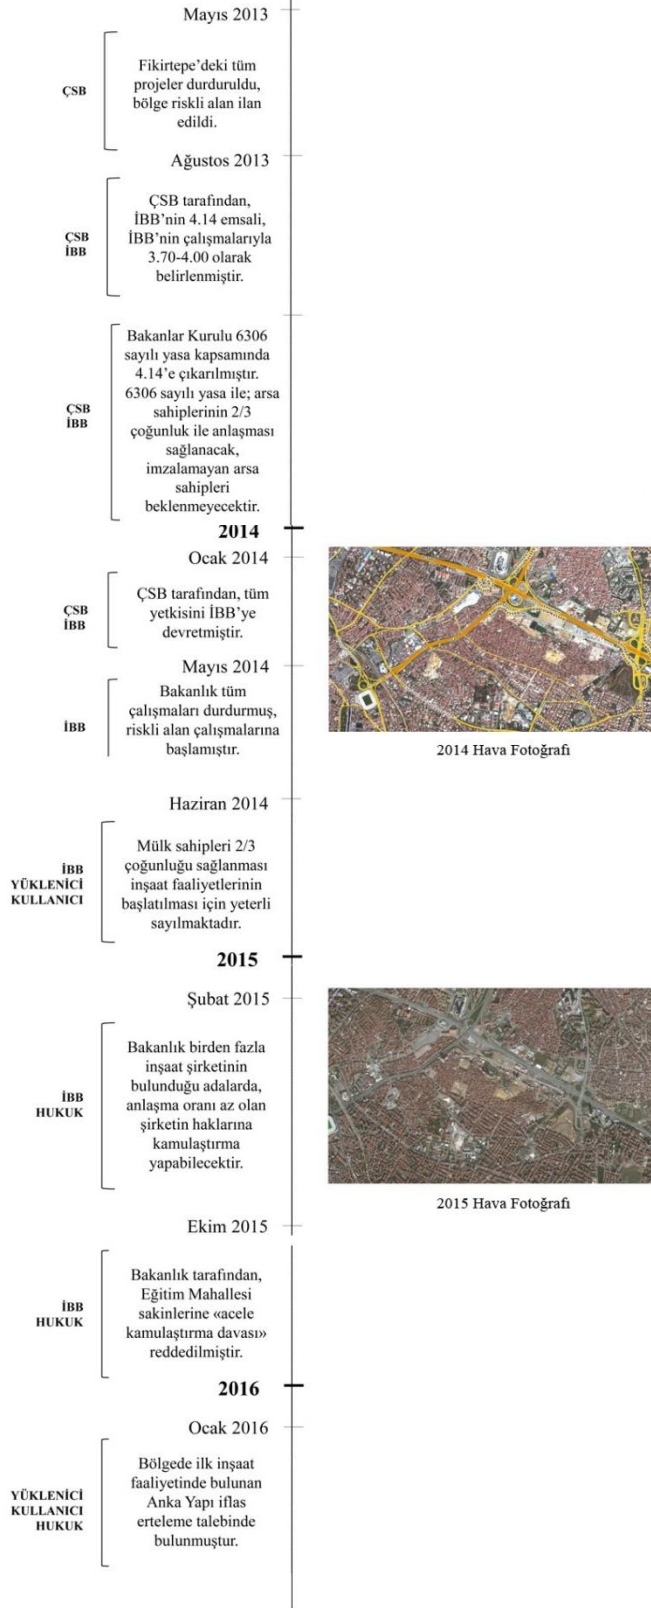 Mayıs 2013
ÇSB
Fikirtepe’deki tüm
projeler durduruldu,
bölge riskli alan ilan
edildi.
Ağustos 2013
ÇSB
İBB
ÇSB tarafından,
İBB’nin 4.14 emsali,
İBB’nin çalışmalarıyla
3.70-4.00 olarak
belirlenmiştir.
ÇSB
İBB
Bakanlar Kurulu 6306
sayılı yasa kapsamında
4.14’e çıkarılmıştır.
6306 sayılı yasa ile; arsa
sahiplerinin 2/3
çoğunluk ile anlaşması
sağlanacak,
imzalamayan arsa
sahipleri
beklenmeyecektir.
2014
Ocak 2014
ÇSB
İBB
ÇSB tarafından, tüm
yetkisini İBB’ye
devretmiştir.
Mayıs 2014
İBB
Bakanlık tüm
çalışmaları durdurmuş,
riskli alan çalışmalarına
başlamıştır.
2014 Hava Fotoğrafı
Haziran 2014
İBB
YÜKLENİCİ
KULLANICI
Mülk sahipleri 2/3
çoğunluğu sağlanması
inşaat faaliyetlerinin
başlatılması için yeterli
sayılmaktadır.
2015
Şubat 2015
İBB
HUKUK
Bakanlık birden fazla
inşaat şirketinin
bulunduğu adalarda,
anlaşma oranı az olan
şirketin haklarına
kamulaştırma
yapabilecektir.
2015 Hava Fotoğrafı
Ekim 2015
İBB
HUKUK
Bakanlık tarafından,
Eğitim Mahallesi
sakinlerine «acele
kamulaştırma davası»
reddedilmiştir.
2016
Ocak 2016
YÜKLENİCİ
KULLANICI
HUKUK
Bölgede ilk inşaat
faaliyetinde bulunan
Anka Yapı iflas
erteleme talebinde
bulunmuştur.